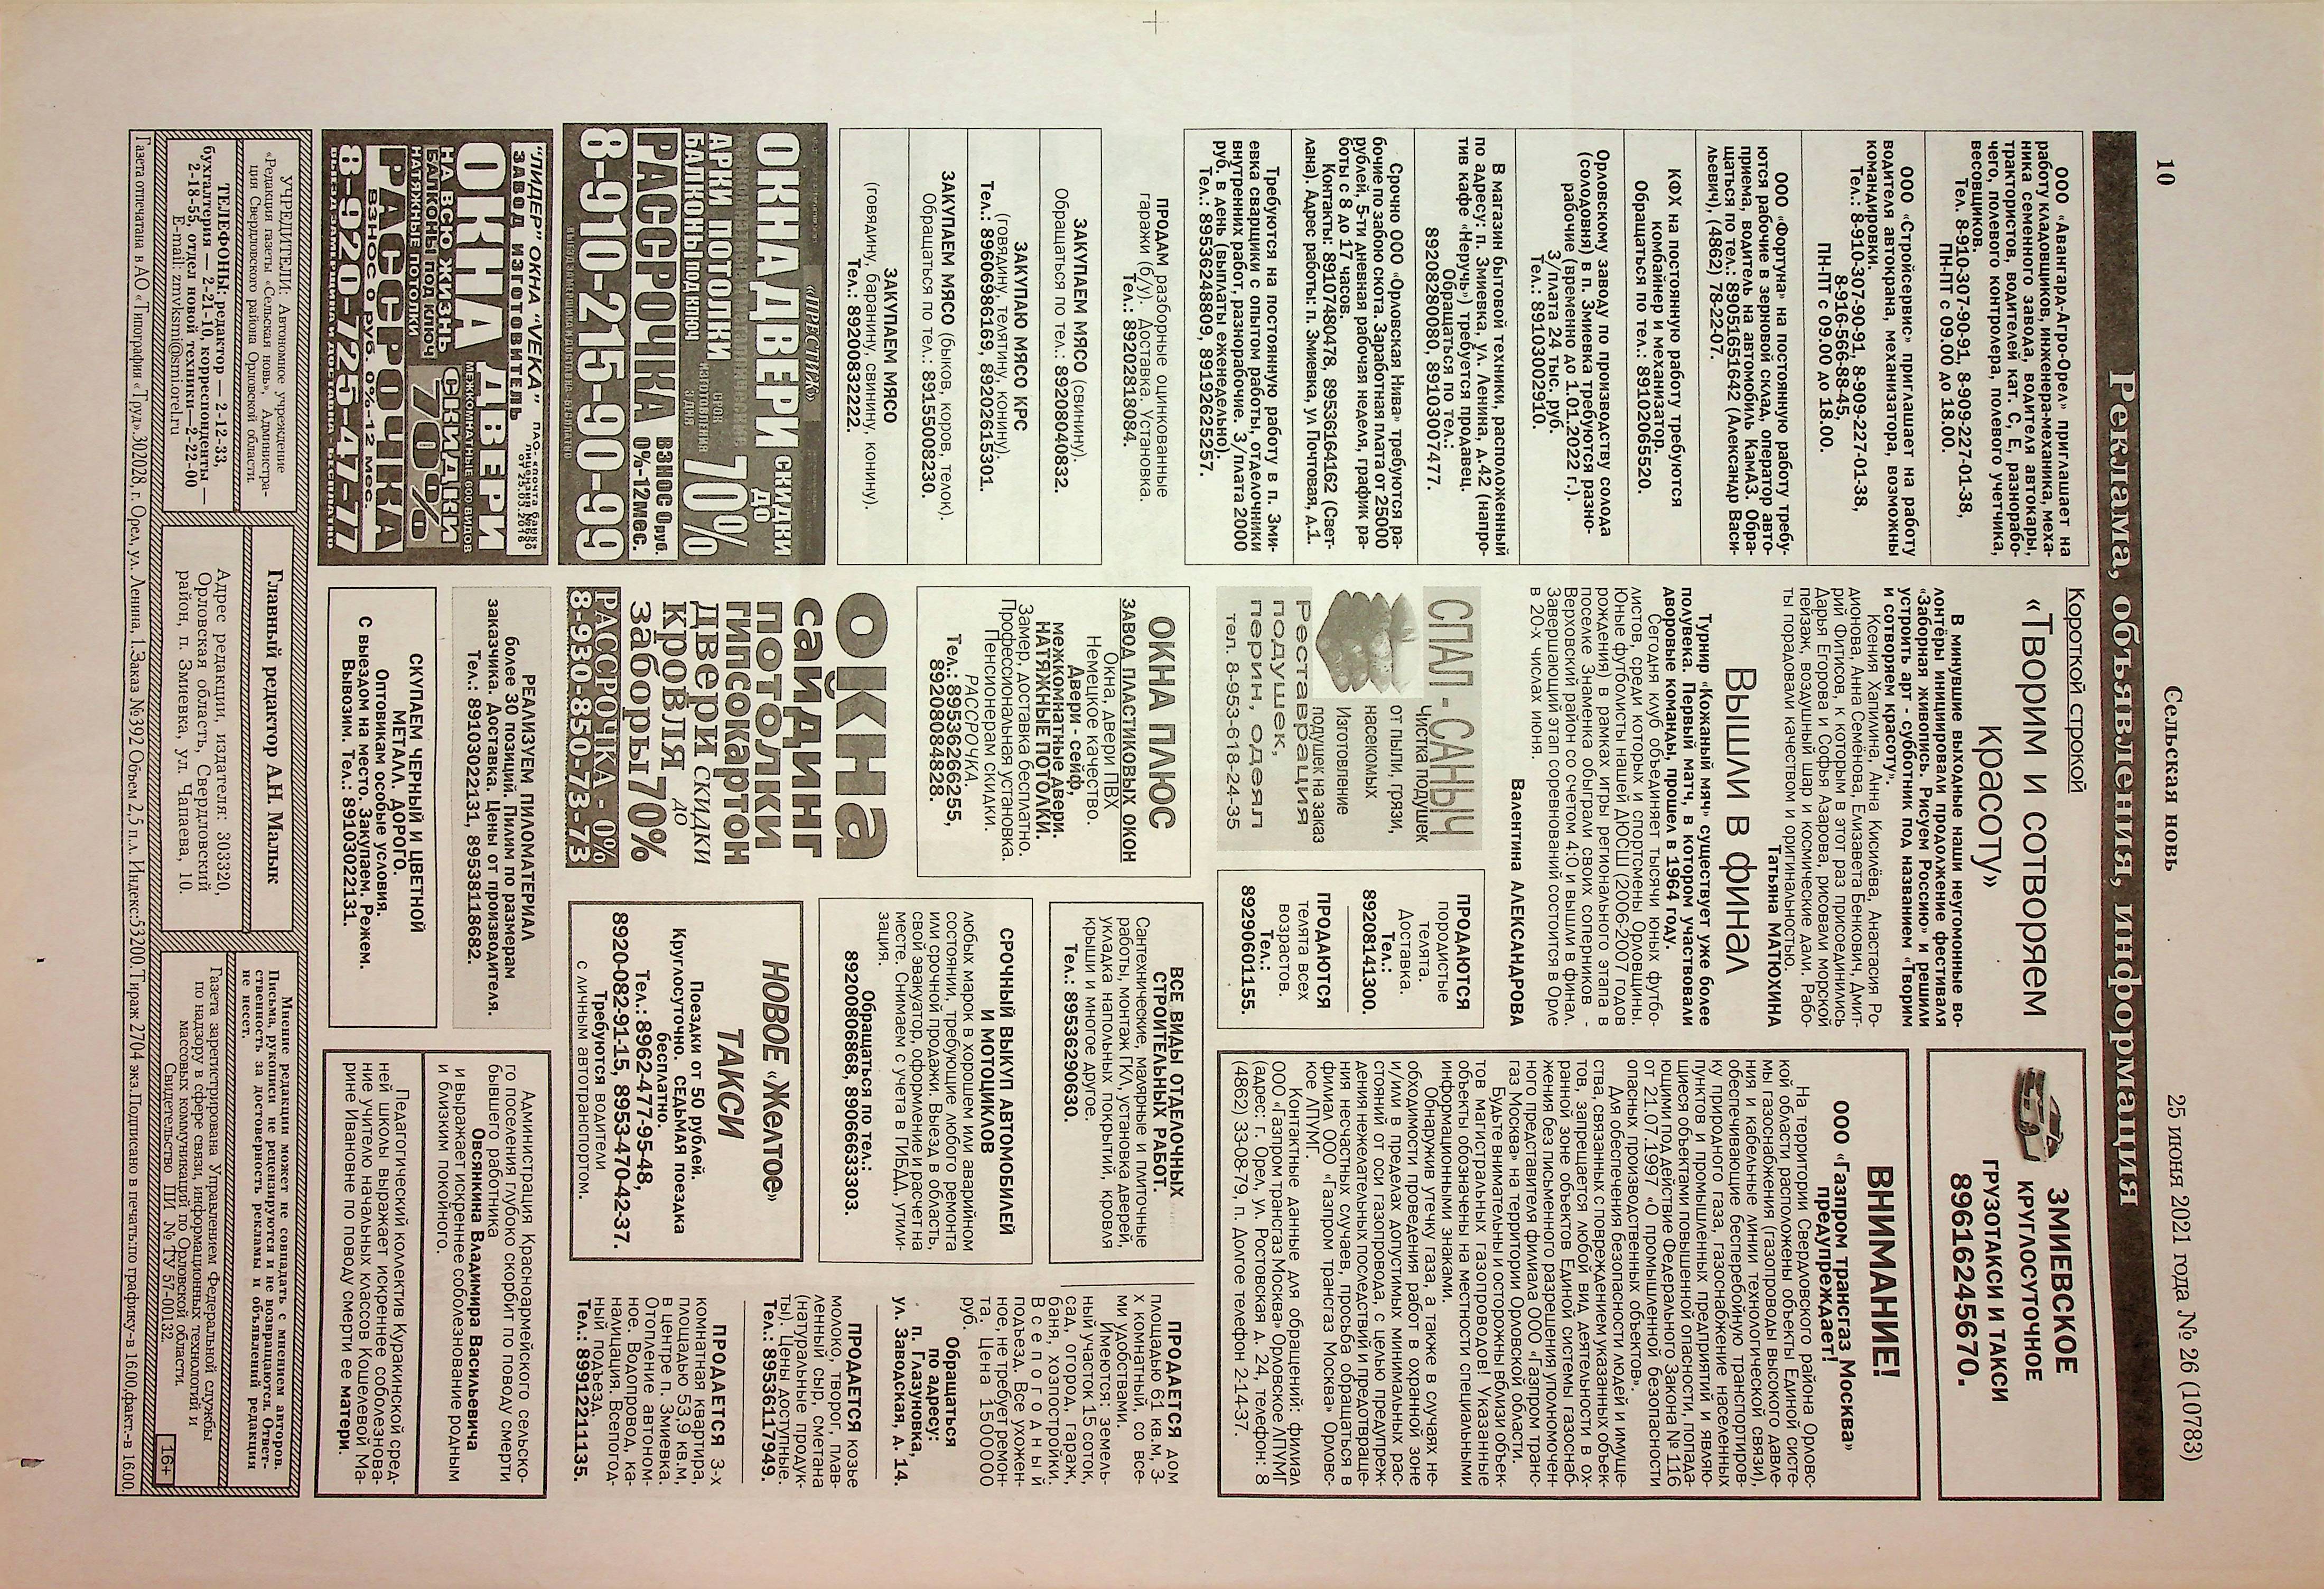 10
Сельская новь
25 июня 2021 года № 26 (10783)
Реклама, объявления, информация
ООО «Авангард-Агро-Орел» приглашает на
работу кладовщиков, инженера-механика, меха-
ника семенного завода, водителя автокары,
трактористов, водителей кат. С, Е, разнорабо-
чего, полевого контролера, полевого учетчика,
весовщиков.
Тел. 8-910-307-90-91, 8-909-227-01-38,
ПН-ПТ с 09.00 до 18.00.
ООО «Стройсервис» приглашает на работу
водителя автокрана, механизатора, возможны
командировки.
Тел.: 8-910-307-90-91, 8-909-227-01-38,
8-916-566-88-45,
ПН-ПТ с 09.00 до 18.00.
ООО «Фортуна» на постоянную работу требу-
ются рабочие в зерновой склад, оператор авто-
приема, водитель на автомобиль КамАЗ. Обра-
щаться по тел.: 89051651642 (Александр Васи-
льевич), (4862) 78-22-07.
КФХ на постоянную работу требуются
комбайнер и механизатор.
Обращаться по тел.: 89102065520.
Орловскому заводу по производству солода
(солодовня) в п. Змиевка требуются разно-
рабочие (временно до 1.01.2022 г.).
З/плата 24 тыс. руб.
Тел.: 89103002910.
В магазин бытовой техники, расположенный
по адресу: п. Змиевка, ул. Ленина, д.42 (напро-
тив кафе «Неручь») требуется продавец.
Обращаться по тел.:
89208280080, 89103007477.
Срочно ООО «Орловская Нива» требуются ра-
бочие по забою скота. Заработная плата от 25000
рублей, 5-ти дневная рабочая неделя, график ра-
боты с 8 до 17 часов.
Контакты: 89107480478, 89536164162 (Свет-
лана). Адрес работы: п. Змиевка, ул Почтовая, д.1.
Требуются на постоянную работу в п. Зми-
евка сварщики с опытом работы, отделочники
внутренних работ, разнорабочие. З/плата 2000
руб. в день (выплаты еженедельно).
Тел.: 89536248809, 89192625257.
ПРОДАМ разборные оцинкованные
гаражи (б/у). Доставка. Установка.
Тел.: 89202818084.
ЗАКУПАЕМ МЯСО (свинину).
Обращаться по тел.: 89208040832.
ЗАКУПАЮ МЯСО КРС
(говядину, телятину, конину).
Тел.: 89606986169, 89202615301.
ЗАКУПАЕМ МЯСО (быков, коров, телок).
Обращаться по тел.: 89155008230.
ЗАКУПАЕМ МЯСО
(говядину, баранину, свинину, конину).
Тел.: 89200832222.
«ПРЕСТИЖ»
ОКНА ДВЕРИ СКИДКИ
ДО
70%
АРКИ ПОТОЛКИ
БАЛКОНЫ ПОД КЛЮЧ
СРОК
ИЗГОТОВЛЕНИЯ
3 ДНЯ
РАССРОЧКА ВЗНОС 0руб.
0%-12мес.
8-910-215-90-99
"ЛИДЕР" ОКНА "VEKA"
ЗАВОД ИЗГОТОВИТЕЛЬ
ПАО «почта банк»
лицензия №650
от 25.03.2016
ОКНА ДВЕРИ
МЕЖКОМНАТНЫЕ 600 ВИДОВ
НА ВСЮ ЖИЗНЬ
БАЛКОНЫ ПОД КЛЮЧ
НАТЯЖНЫЕ ПОТОЛКИ
СКИДКИ
70%
РАССРОЧКА
ВЗНОС 0 РУБ. 0%-12 МЕС.
8-920-725-47-77
Короткой строкой
«Творим и сотворяем
красоту»
В минувшие выходные наши неугомонные во-
лонтёры инициировали продолжение фестиваля
«Заборная живопись. Рисуем Россию» и решили
устроить арт - субботник под названием «Творим
и сотворяем красоту».
Ксения Хапилина, Анна Кисилёва, Анастасия Ро-
дионова, Анна Семёнова, Елизавета Бенкович, Дмит-
рий Фитисов, к которым в этот раз присоединились
Дарья Егорова и Софья Азарова, рисовали морской
пейзаж, воздушный шар и космические дали. Рабо-
ты порадовали качеством и оригинальностью.
Татьяна МАТЮХИНА
Вышли в финал
Турнир «Кожаный мяч» существует уже более
полувека. Первый матч, в котором участвовали
дворовые команды, прошел в 1964 году.
Сегодня клуб объединяет тысячи юных футбо-
листов, среди которых и спортсмены Орловщины.
Юные футболисты нашей ДЮСШ (2006-2007 годов
рождения) в рамках игры регионального этапа в
поселке Знаменка обыграли своих соперников -
Верховский район со счетом 4:0 и вышли в финал.
Завершающий этап соревнований состоится в Орле
в 20-х числах июня.
Валентина АЛЕКСАНДРОВА
СПАЛ - САНЫЧ
Чистка подушек
от пыли, грязи,
насекомых
Изготовление
подушек на заказ
Реставрация
подушек,
перин, одеял
тел. 8-953-618-24-35
ПРОДАЮТСЯ
породистые
телята.
Доставка.
Тел.:
89208141300.
ПРОДАЮТСЯ
телята всех
возрастов.
Тел.:
89290601155.
ОКНА ПЛЮС
ЗАВОД ПЛАСТИКОВЫХ ОКОН
Окна, двери ПВХ
Немецкое качество.
Двери - сейф,
межкомнатные двери.
НАТЯЖНЫЕ ПОТОЛКИ.
Замер, доставка бесплатно.
Профессиональная установка.
Пенсионерам скидки.
РАССРОЧКА.
Тел.: 89538266255,
89208084828.
окна
сайдинг
потолки
гипсокартон
двери скидки
кровля до
заборы 70%
РАССРОЧКА - 0%
8-930-850-73-73
РЕАЛИЗУЕМ ПИЛОМАТЕРИАЛ
более 30 позиций. Пилим по размерам
заказчика. Доставка. Цены от производителя.
Тел.: 89103022131, 89538118682.
СКУПАЕМ ЧЕРНЫЙ И ЦВЕТНОЙ
МЕТАЛЛ. ДОРОГО.
Оптовикам особые условия.
С выездом на место. Закупаем. Режем.
Вывозим. Тел.: 89103022131.
ВСЕ ВИДЫ ОТДЕЛОЧНЫХ
СТРОИТЕЛЬНЫХ РАБОТ.
Сантехнические, малярные и плиточные
работы, монтаж ГКЛ, установка дверей,
укладка напольных покрытий, кровля
крыши и многое другое.
Тел.: 89536290630.
СРОЧНЫЙ ВЫКУП АВТОМОБИЛЕЙ
И МОТОЦИКЛОВ
любых марок в хорошем или аварийном
состоянии, требующие любого ремонта
или срочной продажи. Выезд в область,
свой эвакуатор, оформление и расчет на
месте. Снимаем с учета в ГИБДД, утили-
зация.
Обращаться по тел.:
89200806868, 89066633303.
НОВОЕ «Желтое»
ТАКСИ
Поездки от 50 рублей.
Круглосуточно. СЕДЬМАЯ поездка
бесплатно.
Тел.: 8962-477-95-48,
8920-082-91-15, 8953-470-42-37.
Требуются водители
с личным автотранспортом.
ЗМИЕВСКОЕ
КРУГЛОСУТОЧНОЕ
ГРУЗОТАКСИ И ТАКСИ
89616245670.
ВНИМАНИЕ!
ООО «Газпром трансгаз Москва»
предупреждает!
На территории Свердловского района Орловс-
кой области расположены объекты Единой систе-
мы газоснабжения (газопроводы высокого давле-
ния и кабельные линии технологической связи),
обеспечивающие бесперебойную транспортиров-
ку природного газа, газоснабжение населенных
пунктов и промышленных предприятий и являю-
щиеся объектами повышенной опасности, попада-
ющими под действие Федерального Закона № 116
от 21.07.1997 «О промышленной безопасности
опасных производственных объектов».
Для обеспечения безопасности людей и имуще-
ства, связанных с повреждением указанных объек-
тов, запрещается любой вид деятельности в ох-
ранной зоне объектов Единой системы газоснаб-
жения без письменного разрешения уполномочен-
ного представителя филиала ООО «Газпром транс-
газ Москва» на территории Орловской области.
Будьте внимательны и осторожны вблизи объек-
тов магистральных газопроводов! Указанные
объекты обозначены на местности специальными
информационными знаками.
Обнаружив утечку газа, а также в случаях не-
обходимости проведения работ в охранной зоне
и/или в пределах допустимых минимальных рас-
стояний от оси газопровода, с целью предупреж-
дения нежелательных последствий и предотвраще-
ния несчастных случаев, просьба обращаться в
филиал ООО «Газпром трансгаз Москва» Орловс-
кое ЛПУМГ.
Контактные данные для обращений: филиал
ООО «Газпром трансгаз Москва» Орловское ЛПУМГ
(адрес: г. Орел, ул. Ростовская д. 24, телефон: 8
(4862) 33-08-79, п. Долгое телефон 2-14-37.
ПРОДАЕТСЯ дом
площадью 61 кв.м, 3-
х комнатный, со все-
ми удобствами.
Имеются: земель-
ный участок 15 соток,
сад, огород, гараж,
баня, хозпостройки.
Всепогодный
подъезд. Все ухожен-
ное, не требует ремон-
та. Цена 1500000
руб.
Обращаться
по адресу:
п. Глазуновка,
ул. Заводская, д. 14.
ПРОДАЕТСЯ козье
молоко, творог, плав-
ленный сыр, сметана
(натуральные продук-
ты). Цены доступные.
Тел.: 89536117949.
ПРОДАЕТСЯ 3-х
комнатная квартира,
площадью 53,9 кв.м,
в центре п. Змиевка.
Отопление автоном-
ное. Водопровод, ка-
нализация. Всепогод-
ный подъезд.
Тел.: 89912211135.
Администрация Красноармейского сельско-
го поселения глубоко скорбит по поводу смерти
бывшего работника
Овсянкина Владимира Васильевича
и выражает искреннее соболезнование родным
и близким покойного.
Педагогический коллектив Куракинской сред-
ней школы выражает искреннее соболезнова-
ние учителю начальных классов Кошелевой Ма-
рине Ивановне по поводу смерти ее матери.
УЧРЕДИТЕЛИ: Автономное учреждение
«Редакция газеты «Сельская новь», Администра-
ция Свердловского района Орловской области.
ТЕЛЕФОНЫ: редактор — 2-12-33,
бухгалтерия — 2-21-10, корреспонденты —
2-18-55, отдел новой техники–2-22-00
E-mail: zmvksmi@smiorel.ru
Главный редактор А.Н. Малык
Адрес редакции, издателя: 303320,
Орловская область, Свердловский
район, п. Змиевка, ул. Чапаева, 10.
Мнение редакции может не совпадать с мнением авторов.
Письма, рукописи не рецензируются и не возвращаются. Ответ-
ственность за достоверность рекламы и объявлений редакция
не несет.
Газета зарегистрирована Управлением Федеральной службы
по надзору в сфере связи, информационных технологий и
массовых коммуникаций по Орловской области.
Свидетельство ПИ № ТУ 57-00132.
16+
Газета отпечатана в АО «Типография « Труд».302028, г. Орел, ул. Ленина, 1.Заказ № 392 Объем 2,5 п.л. Индекс:53200.Тираж 2704 экз.Подписано в печать:по графику-в 16.00,факт.-в 16.00.